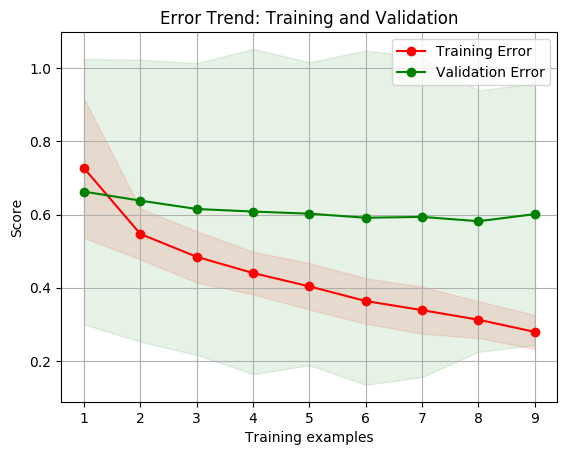 Error Trend: Training and Validation
Training Error
Validation Error
Score
1.0
0.8
0.6
0.4
0.2
1 2 3 4 5 6 7 8 9
Training examples